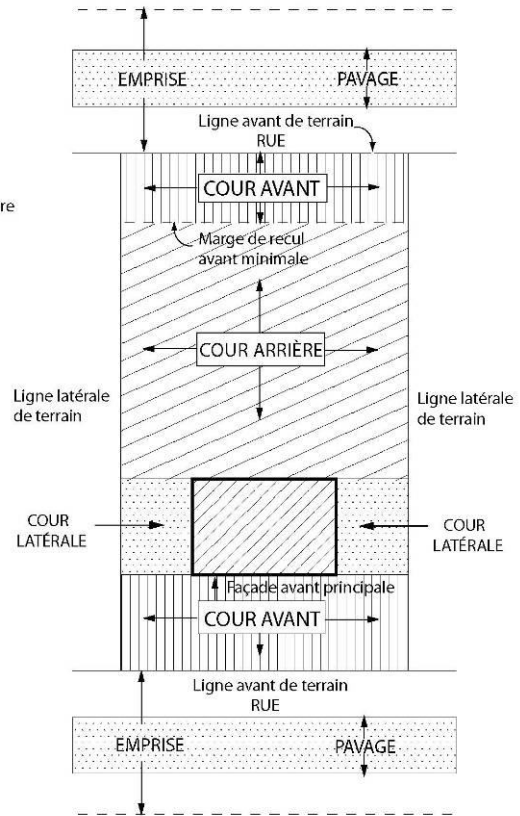 EMPRISE
PAVAGE
Ligne avant de terrain
RUE
COUR AVANT
re
Marge de recul
avant minimale
COUR ARRIÈRE
Ligne latérale
de terrain
Ligne latérale
de terrain
COUR
LATÉRALE
COUR
LATÉRALE
Façade avant principale
COUR AVANT
Ligne avant de terrain
RUE
EMPRISE
PAVAGE